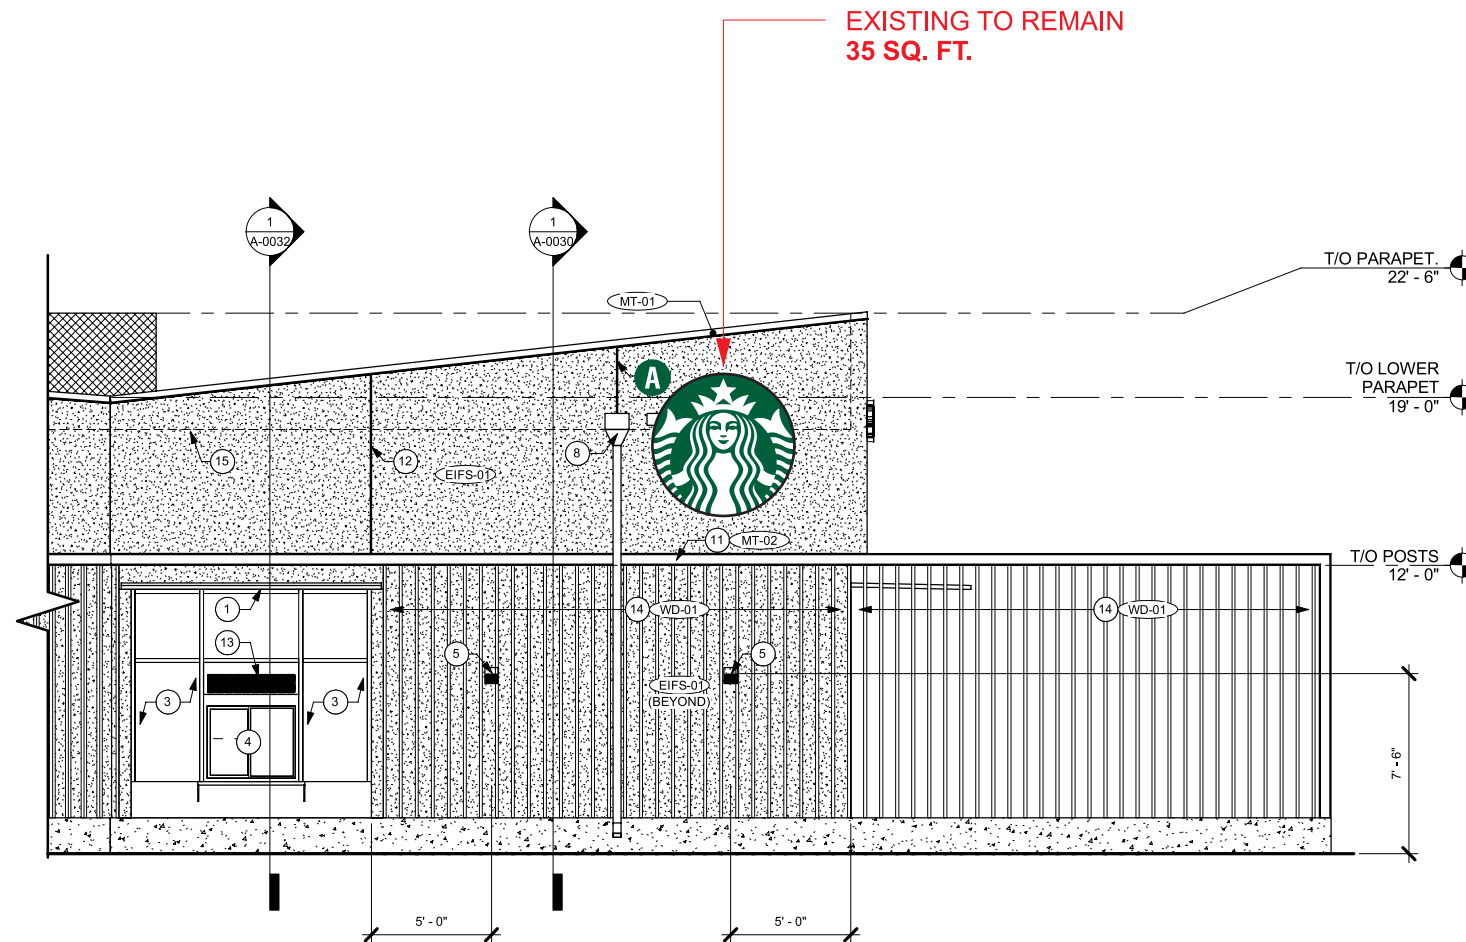 EXISTING TO REMAIN
35 SQ. FT.
1
A-0032
1
A-0030
T/O PARAPET.
22' - 6"
MT-01
T/O LOWER
PARAPET
19' - 0"
A
15
12
EIFS-01
8
11
MT-02
T/O POSTS
12' - 0"
1
14
WD-01
14
WD-01
13
5
5
EIFS-01
(BEYOND)
3
3
4
7' - 6"
5' - 0"
5' - 0"